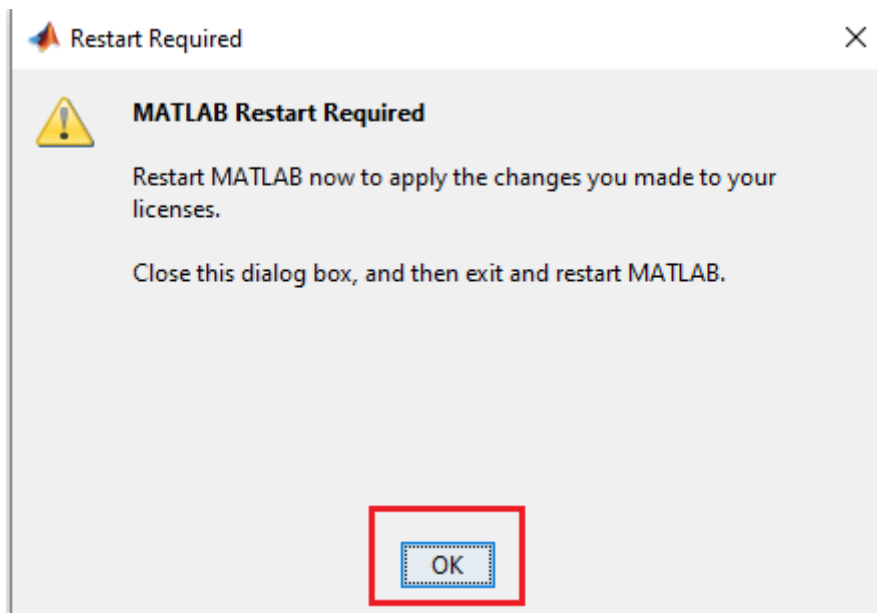 Restart Required
MATLAB Restart Required
Restart MATLAB now to apply the changes you made to your
licenses.
Close this dialog box, and then exit and restart MATLAB.
OK